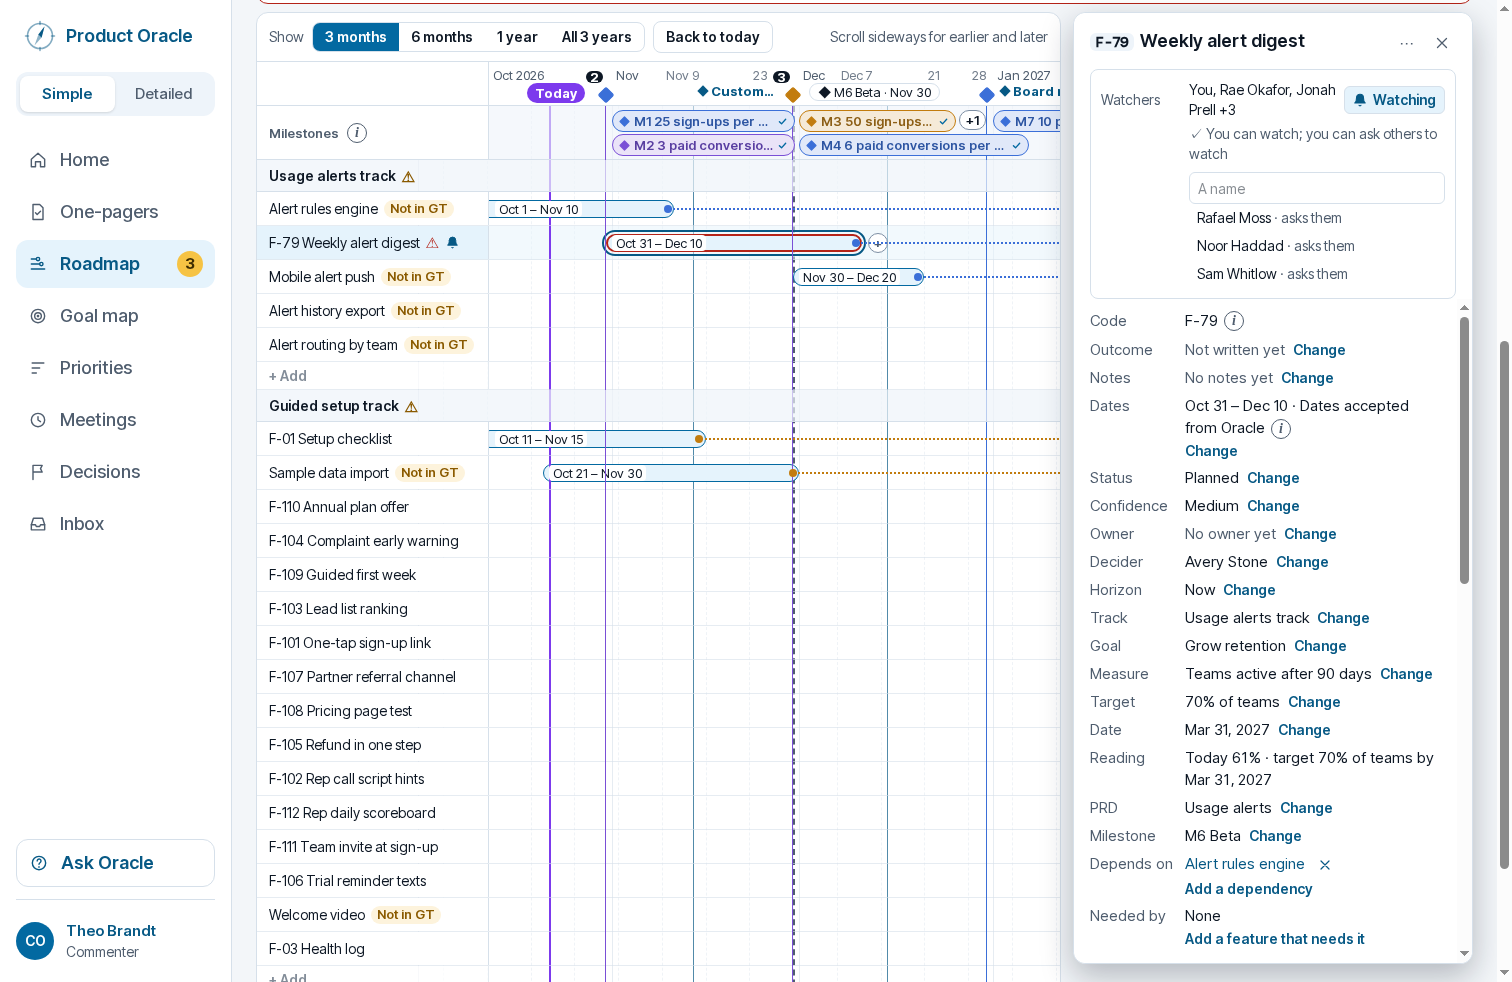 Product Oracle
Simple
Detailed
Home
One-pagers
Roadmap
3
Goal map
Priorities
Meetings
Decisions
Inbox
Ask Oracle
CO
Theo Brandt
Commenter
Show
3 months
6 months
1 year
All 3 years
Back to today
Scroll sideways for earlier and later
Oct 2026
2
Nov
Nov 9
23
3
Dec
Dec 7
21
28
Jan 2027
Today
Custom...
M6 Beta · Nov 30
Board
Milestones
i
M1 25 sign-ups per ...
M3 50 sign-ups...
+1
M7 10 p
M2 3 paid conversio...
M4 6 paid conversions per ...
Usage alerts track
Alert rules engine
Not in GT
Oct 1 – Nov 10
F-79 Weekly alert digest
Oct 31 – Dec 10
Mobile alert push
Not in GT
Nov 30 – Dec 20
Alert history export
Not in GT
Alert routing by team
Not in GT
+ Add
Guided setup track
F-01 Setup checklist
Oct 11 – Nov 15
Sample data import
Not in GT
Oct 21 – Nov 30
F-110 Annual plan offer
F-104 Complaint early warning
F-109 Guided first week
F-103 Lead list ranking
F-101 One-tap sign-up link
F-107 Partner referral channel
F-108 Pricing page test
F-105 Refund in one step
F-102 Rep call script hints
F-112 Rep daily scoreboard
F-111 Team invite at sign-up
F-106 Trial reminder texts
Welcome video
Not in GT
F-03 Health log
+ Add
F-79 Weekly alert digest
...
Watchers
You, Rae Okafor, Jonah
Prell +3
Watching
✓ You can watch; you can ask others to
watch
A name
Rafael Moss · asks them
Noor Haddad · asks them
Sam Whitlow · asks them
Code
F-79
i
Outcome
Not written yet
Change
Notes
No notes yet
Change
Dates
Oct 31 – Dec 10 · Dates accepted
from Oracle
i
Change
Status
Planned
Change
Confidence
Medium
Change
Owner
No owner yet
Change
Decider
Avery Stone
Change
Horizon
Now
Change
Track
Usage alerts track
Change
Goal
Grow retention
Change
Measure
Teams active after 90 days
Change
Target
70% of teams
Change
Date
Mar 31, 2027
Change
Reading
Today 61% · target 70% of teams by
Mar 31, 2027
PRD
Usage alerts
Change
Milestone
M6 Beta
Change
Depends on
Alert rules engine
Add a dependency
Needed by
None
Add a feature that needs it